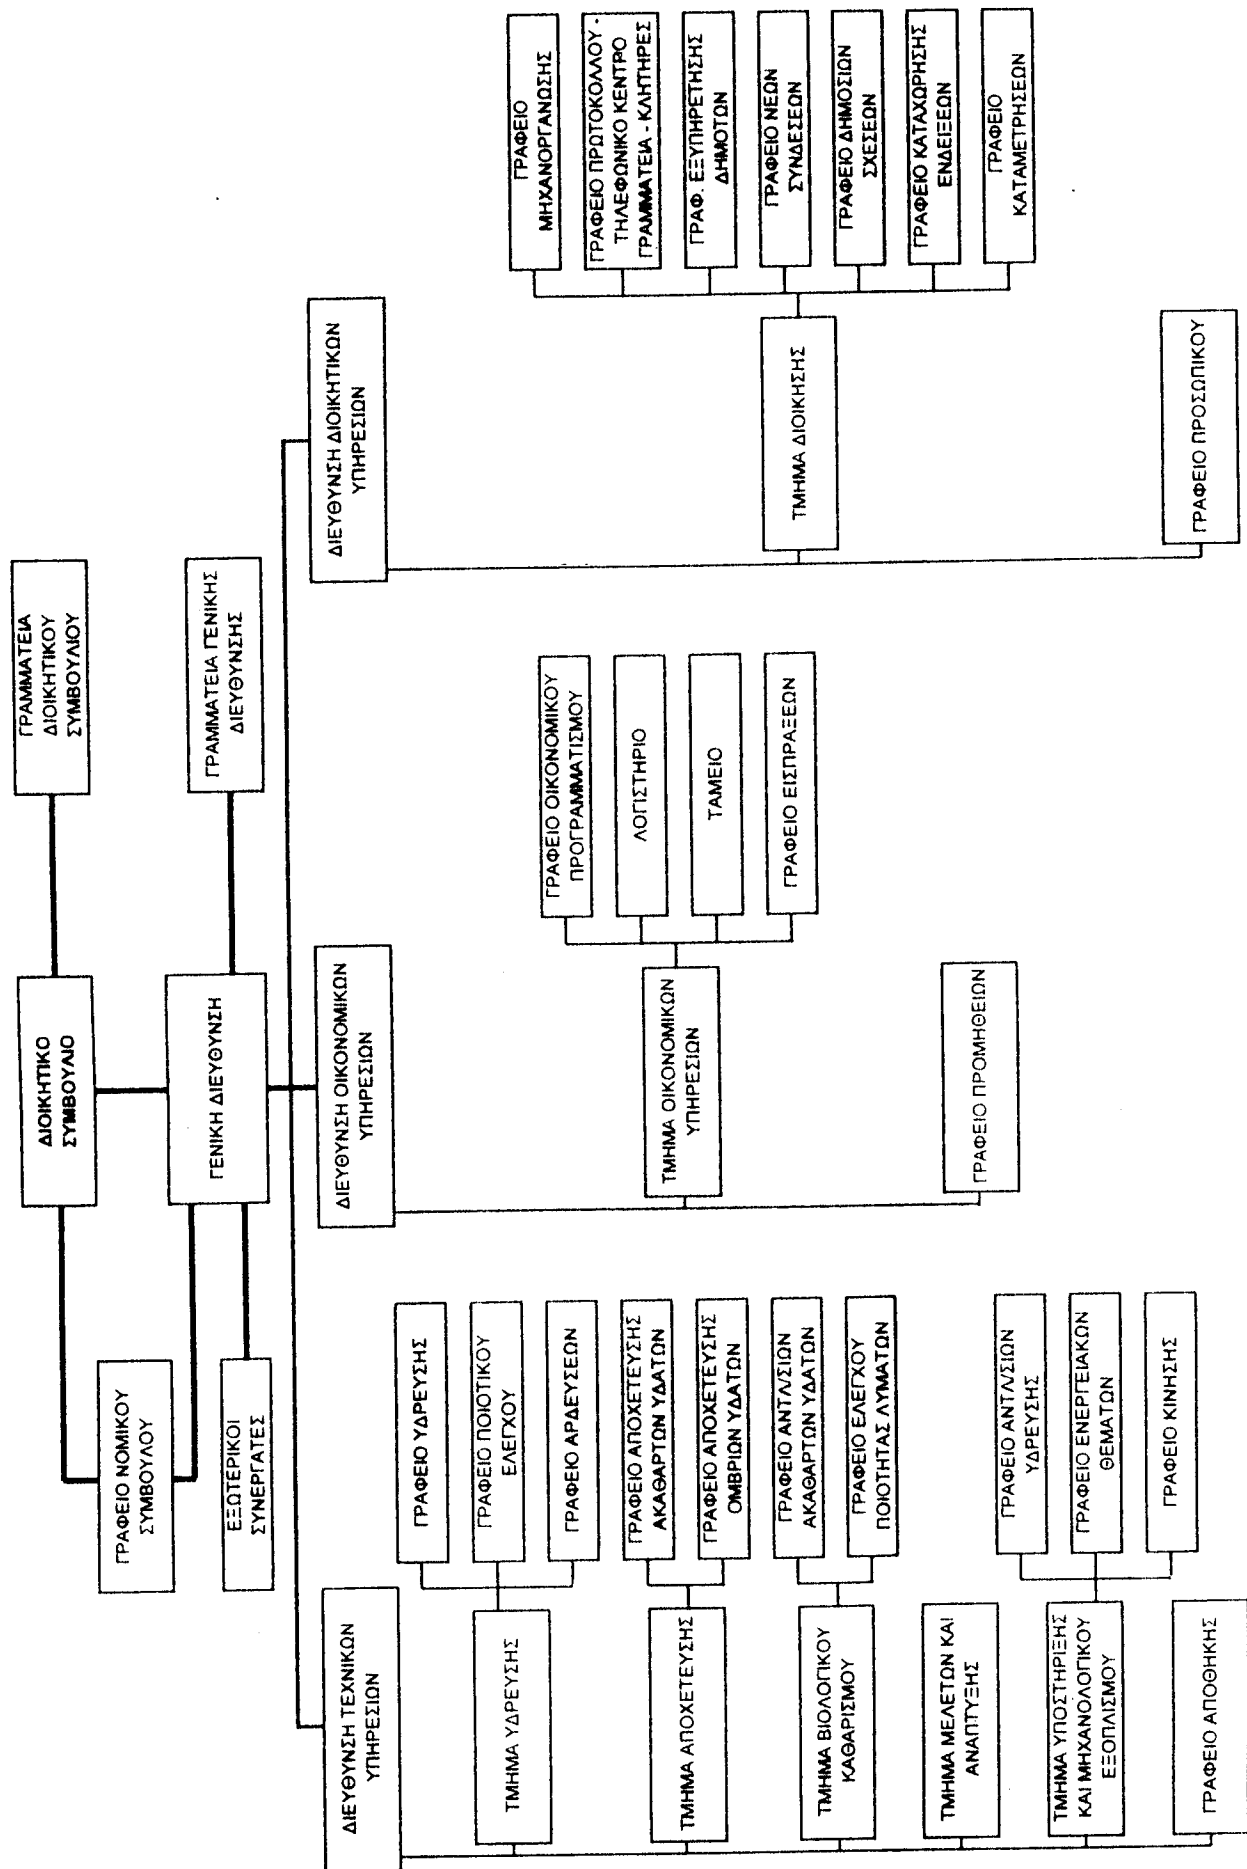 ΔΙΟΙΚΗΤΙΚΟ
ΣΥΜΒΟΥΛΙΟ
ΓΡΑΜΜΑΤΕΙΑ
ΔΙΟΙΚΗΤΙΚΟΥ
ΣΥΜΒΟΥΛΙΟΥ
ΓΡΑΦΕΙΟ ΝΟΜΙΚΟΥ
ΣΥΜΒΟΥΛΟΥ
ΓΕΝΙΚΗ ΔΙΕΥΘΥΝΣΗ
ΓΡΑΜΜΑΤΕΙΑ ΓΕΝΙΚΗΣ
ΔΙΕΥΘΥΝΣΗΣ
ΕΞΩΤΕΡΙΚΟΙ
ΣΥΝΕΡΓΑΤΕΣ
ΔΙΕΥΘΥΝΣΗ ΤΕΧΝΙΚΩΝ
ΥΠΗΡΕΣΙΩΝ
ΤΜΗΜΑ ΥΔΡΕΥΣΗΣ
ΓΡΑΦΕΙΟ ΥΔΡΕΥΣΗΣ
ΓΡΑΦΕΙΟ ΠΟΙΟΤΙΚΟΥ
ΕΛΕΓΧΟΥ
ΓΡΑΦΕΙΟ ΑΡΔΕΥΣΕΩΝ
ΤΜΗΜΑ ΑΠΟΧΕΤΕΥΣΗΣ
ΓΡΑΦΕΙΟ ΑΠΟΧΕΤΕΥΣΗΣ
ΑΚΑΘΑΡΤΩΝ ΥΔΑΤΩΝ
ΓΡΑΦΕΙΟ ΑΠΟΧΕΤΕΥΣΗΣ
ΟΜΒΡΙΩΝ ΥΔΑΤΩΝ
ΤΜΗΜΑ ΒΙΟΛΟΓΙΚΟΥ
ΚΑΘΑΡΙΣΜΟΥ
ΓΡΑΦΕΙΟ ΑΝΤΛ/ΣΙΩΝ
ΑΚΑΘΑΡΤΩΝ ΥΔΑΤΩΝ
ΓΡΑΦΕΙΟ ΕΛΕΓΧΟΥ
ΠΟΙΟΤΗΤΑΣ ΛΥΜΑΤΩΝ
ΤΜΗΜΑ ΜΕΛΕΤΩΝ ΚΑΙ
ΑΝΑΠΤΥΞΗΣ
ΤΜΗΜΑ ΥΠΟΣΤΗΡΙΞΗΣ
ΚΑΙ ΜΗΧΑΝΟΛΟΓΙΚΟΥ
ΕΞΟΠΛΙΣΜΟΥ
ΓΡΑΦΕΙΟ ΑΝΤΛ/ΣΙΩΝ
ΥΔΡΕΥΣΗΣ
ΓΡΑΦΕΙΟ ΕΝΕΡΓΕΙΑΚΩΝ
ΘΕΜΑΤΩΝ
ΓΡΑΦΕΙΟ ΚΙΝΗΣΗΣ
ΓΡΑΦΕΙΟ ΑΠΟΘΗΚΗΣ
ΔΙΕΥΘΥΝΣΗ ΟΙΚΟΝΟΜΙΚΩΝ
ΥΠΗΡΕΣΙΩΝ
ΤΜΗΜΑ ΟΙΚΟΝΟΜΙΚΩΝ
ΥΠΗΡΕΣΙΩΝ
ΓΡΑΦΕΙΟ ΟΙΚΟΝΟΜΙΚΟΥ
ΠΡΟΓΡΑΜΜΑΤΙΣΜΟΥ
ΛΟΓΙΣΤΗΡΙΟ
ΤΑΜΕΙΟ
ΓΡΑΦΕΙΟ ΕΙΣΠΡΑΞΕΩΝ
ΓΡΑΦΕΙΟ ΠΡΟΜΗΘΕΙΩΝ
ΔΙΕΥΘΥΝΣΗ ΔΙΟΙΚΗΤΙΚΩΝ
ΥΠΗΡΕΣΙΩΝ
ΤΜΗΜΑ ΔΙΟΙΚΗΣΗΣ
ΓΡΑΦΕΙΟ
ΜΗΧΑΝΟΡΓΑΝΩΣΗΣ
ΓΡΑΦΕΙΟ ΠΡΩΤΟΚΟΛΛΟΥ -
ΤΗΛΕΦΩΝΙΚΟ ΚΕΝΤΡΟ
ΓΡΑΜΜΑΤΕΙΑ - ΚΛΗΤΗΡΕΣ
ΓΡΑΦ. ΕΞΥΠΗΡΕΤΗΣΗΣ
ΔΗΜΟΤΩΝ
ΓΡΑΦΕΙΟ ΝΕΩΝ
ΣΥΝΔΕΣΕΩΝ
ΓΡΑΦΕΙΟ ΔΗΜΟΣΙΩΝ
ΣΧΕΣΕΩΝ
ΓΡΑΦΕΙΟ ΚΑΤΑΧΩΡΗΣΗΣ
ΕΝΔΕΙΞΕΩΝ
ΓΡΑΦΕΙΟ
ΚΑΤΑΜΕΤΡΗΣΕΩΝ
ΓΡΑΦΕΙΟ ΠΡΟΣΩΠΙΚΟΥ